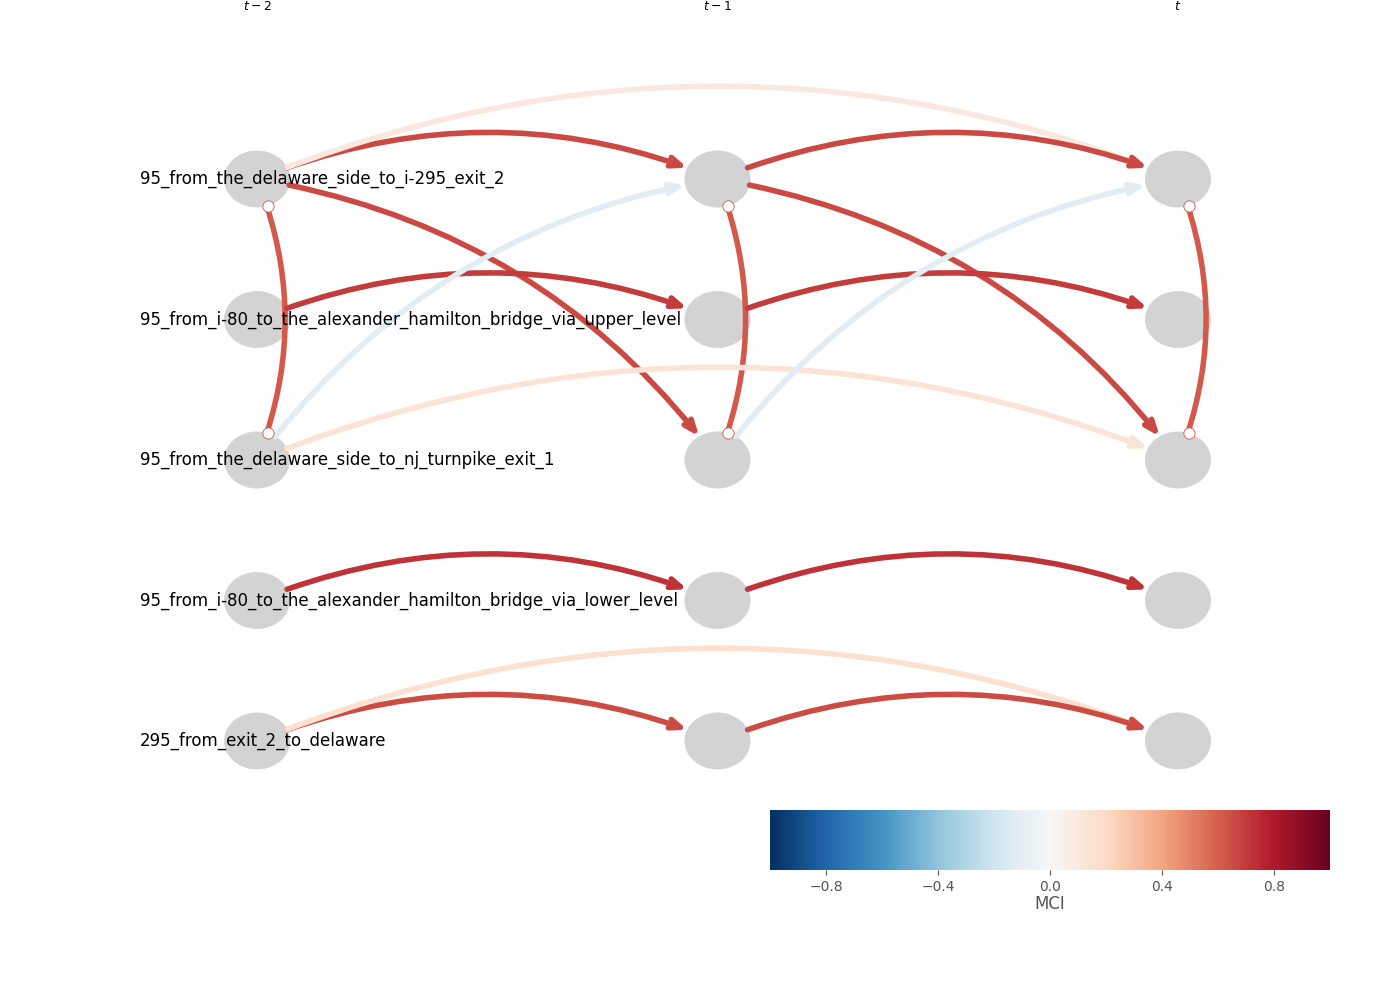 t − 2 t − 1 t
95_from_the_delaware_side_to_i-295_exit_2
95_from_i-80_to_the_alexander_hamilton_bridge_via_upper_level
95_from_the_delaware_side_to_nj_turnpike_exit_1
95_from_i-80_to_the_alexander_hamilton_bridge_via_lower_level
295_from_exit_2_to_delaware
−0.8 −0.4 0.0 0.4 0.8
MCI